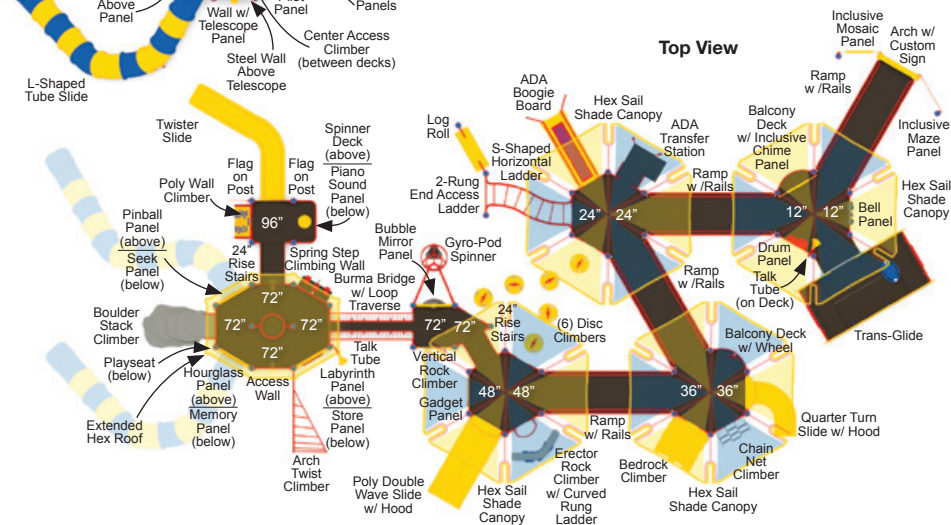 Above
Panel
Wall w/
Telescope
Panel
Panel
Panels
Center Access
Climber
(between decks)
Steel Wall
Above
Telescope
L-Shaped
Tube Slide
Top View
Inclusive
Mosaic
Panel
Arch w/
Custom
Sign
Ramp
w /Rails
Inclusive
Maze
Panel
ADA
Boogie
Board
Hex Sail
Shade Canopy
Balcony
Deck
w/ Inclusive
Chime
Panel
Log
Roll
ADA
Transfer
Station
S-Shaped
Horizontal
Ladder
2-Rung
End Access
Ladder
Ramp
w /Rails
Hex Sail
Shade
Canopy
24” 24”
12” 12”
Bell
Panel
Drum
Panel
Talk
Tube
(on Deck)
Trans-Glide
Ramp
w /Rails
Twister
Slide
Flag
on
Post
Flag
on
Post
Spinner
Deck
(above)
Piano
Sound
Panel
(below)
Poly Wall
Climber
96”
Pinball
(above)
Seek
Panel
(below)
24”
Rise
Stairs
Spring Step
Climbing Wall
Bubble
Mirror
Panel
Gyro-Pod
Spinner
Burma Bridge
w/ Loop
Traverse
72”
72” 72”
72”
72” 72”
24”
Rise
Stairs
(6) Disc
Climbers
Boulder
Stack
Climber
Playseat
(below)
Hourglass
Panel
(above)
Memory
Panel
(below)
Access
Wall
Talk
Tube
Labyrinth
Panel
(above)
Store
Panel
(below)
Vertical
Rock
Climber
Gadget
Panel
48” 48”
Extended
Hex Roof
Arch
Twist
Climber
Poly Double
Wave Slide
w/ Hood
Hex Sail
Shade
Canopy
Erector
Rock
Climber
w/ Curved
Rung
Ladder
Ramp
w/ Rails
Balcony Deck
w/ Wheel
36” 36”
Quarter Turn
Slide w/ Hood
Bedrock
Climber
Chain
Net
Climber
Hex Sail
Shade Canopy